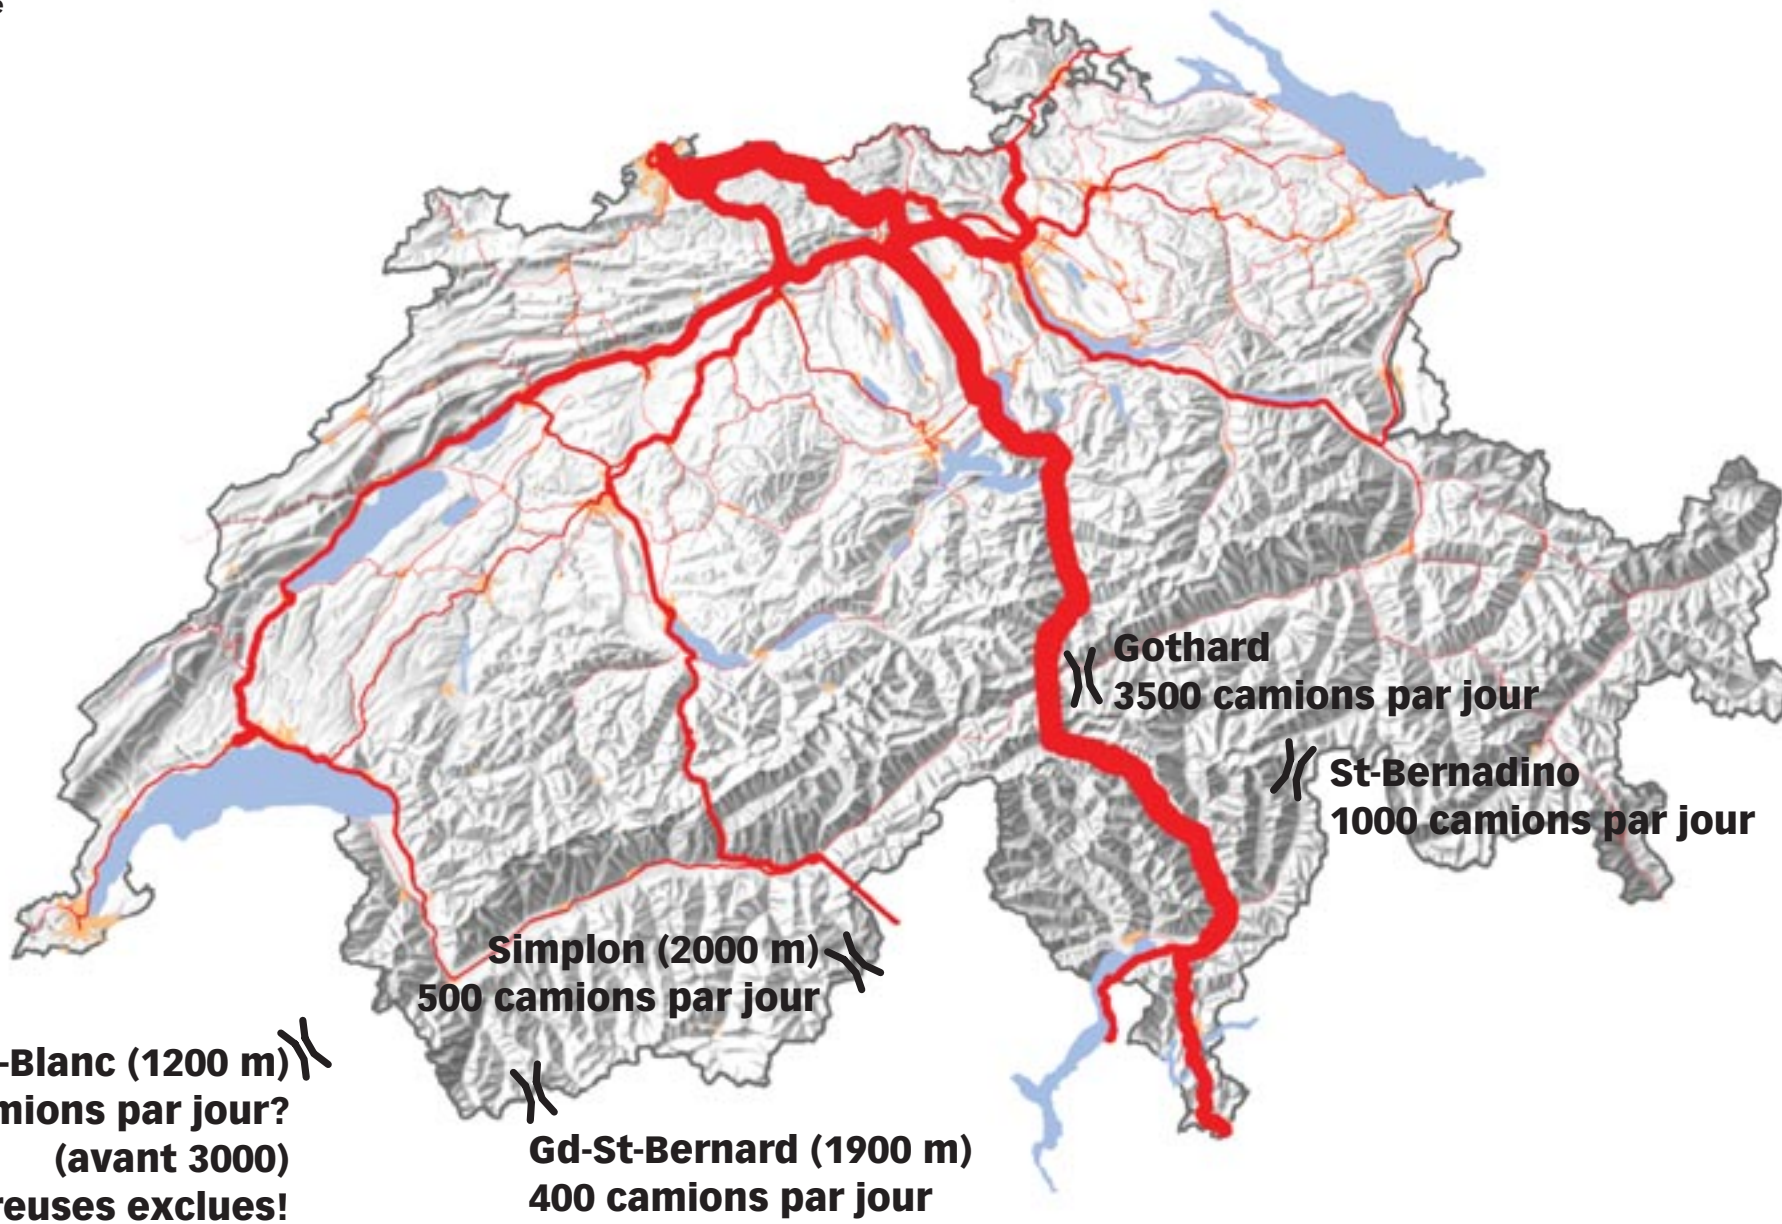 e
Gothard
3500 camions par jour
St-Bernadino
1000 camions par jour
Simplon (2000 m)
500 camions par jour
-Blanc (1200 m)
mions par jour?
(avant 3000)
reuses exclues!
Gd-St-Bernard (1900 m)
400 camions par jour